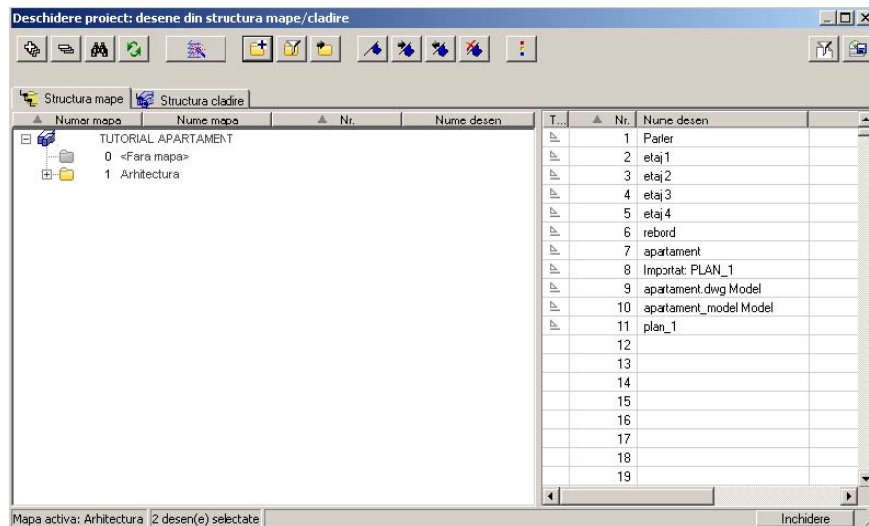 Deschidere proiect: desene din structura mape/cladire
Structura mape
Structura cladire
Numar mapa Nume mapa Nr. Nume desen
TUTORIAL APARTAMENT
0 <Fara mapa>
1 Arhitectura
T... Nr. Nume desen
1 Parter
2 etaj 1
3 etaj 2
4 etaj 3
5 etaj 4
6 rebord
7 apartament
8 Importat: PLAN_1
9 apartament.dwg Model
10 apartament_model Model
11 plan_1
12
13
14
15
16
17
18
19
Mapa activa: Arhitectura 2 desen(e) selectate Inchidere